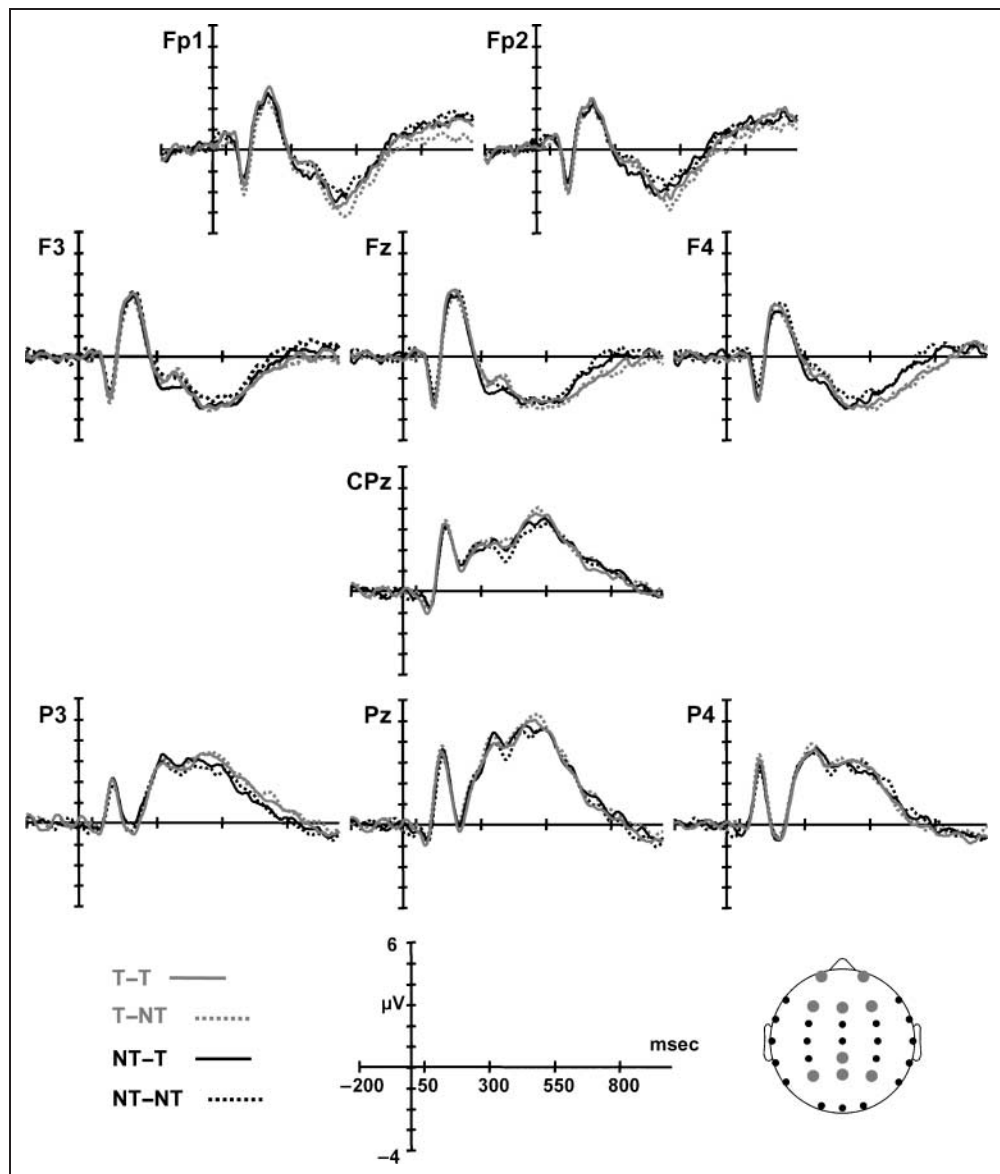 Fp1 Fp2
F3 Fz F4
CPz
P3 Pz P4
6
T–T
T–NT
µV
NT–T
msec
–200 50 300 550 800
NT–NT
–4